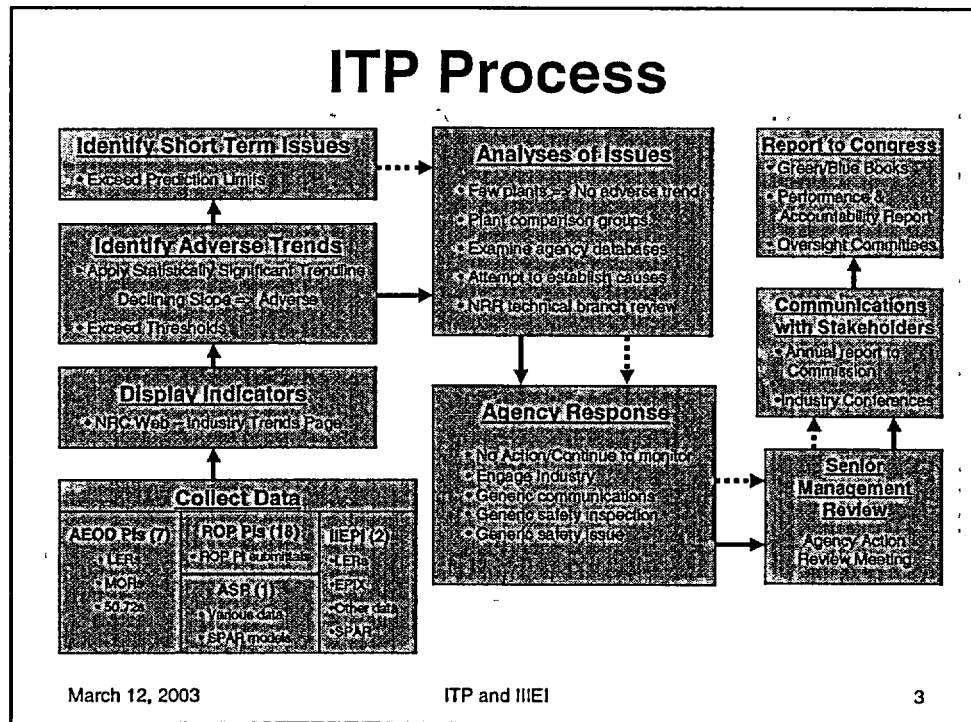 ITP Process
Identify Short Term Issues
• Exceed Prediction Limits
Identify Adverse Trends
• Apply Statistically Significant Trendline
Declining Slope => Adverse
• Exceed Thresholds
Display Indicators
• NRC Web – Industry Trends Page
Collect Data
AEOD PIs (7)
• LERs
• MORs
• 50.72s
ROP PIs (18)
• ROP PI submittals
ASR (1)
• Various data
• SPAR models
IIEPI (2)
• LERs
• EPIX
• Other data
• SPAR
Analyses of Issues
• Few plants => No adverse trend
• Plant comparison groups
• Examine agency databases
• Attempt to establish causes
• NRR technical branch review
Agency Response
• No Action/Continue to monitor
• Engage Industry
• Generic communications
• Generic safety inspection
• Generic safety issue
Report to Congress
• Green/Blue Books
• Performance &
Accountability Report
• Oversight Committees
Communications
with Stakeholders
• Annual report to
Commission
• Industry Conferences
Senior
Management
Review
Agency Action
Review Meeting
March 12, 2003
ITP and IIIEI
3